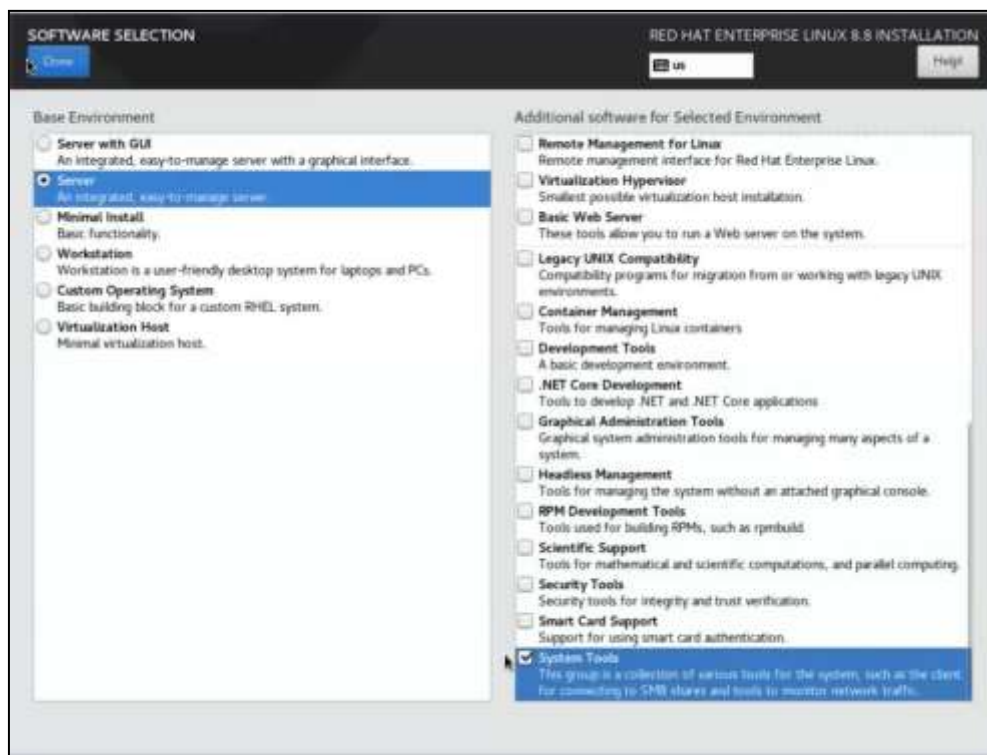 SOFTWARE SELECTION
RED HAT ENTERPRISE LINUX 8.8 INSTALLATION
Done
us
Help!
Base Environment
Server with GUI
An integrated, easy-to-manage server with a graphical interface.
Server
An integrated, easy-to-manage server.
Minimal Install
Basic functionality.
Workstation
Workstation is a user-friendly desktop system for laptops and PCs.
Custom Operating System
Basic building block for a custom RHEL system.
Virtualization Host
Minimal virtualization host.
Additional software for Selected Environment
Remote Management for Linux
Remote management interface for Red Hat Enterprise Linux.
Virtualization Hypervisor
Smallest possible virtualization host installation.
Basic Web Server
These tools allow you to run a Web server on the system.
Legacy UNIX Compatibility
Compatibility programs for migration from or working with legacy UNIX
environments.
Container Management
Tools for managing Linux containers
Development Tools
A basic development environment.
.NET Core Development
Tools to develop .NET and .NET Core applications
Graphical Administration Tools
Graphical system administration tools for managing many aspects of a
system.
Headless Management
Tools for managing the system without an attached graphical console.
RPM Development Tools
Tools used for building RPMs, such as rpmbuild.
Scientific Support
Tools for mathematical and scientific computations, and parallel computing.
Security Tools
Security tools for integrity and trust verification.
Smart Card Support
Support for using smart card authentication.
System Tools
This group is a collection of various tools for the system, such as the client
for connecting to SMB shares and tools to monitor network traffic.